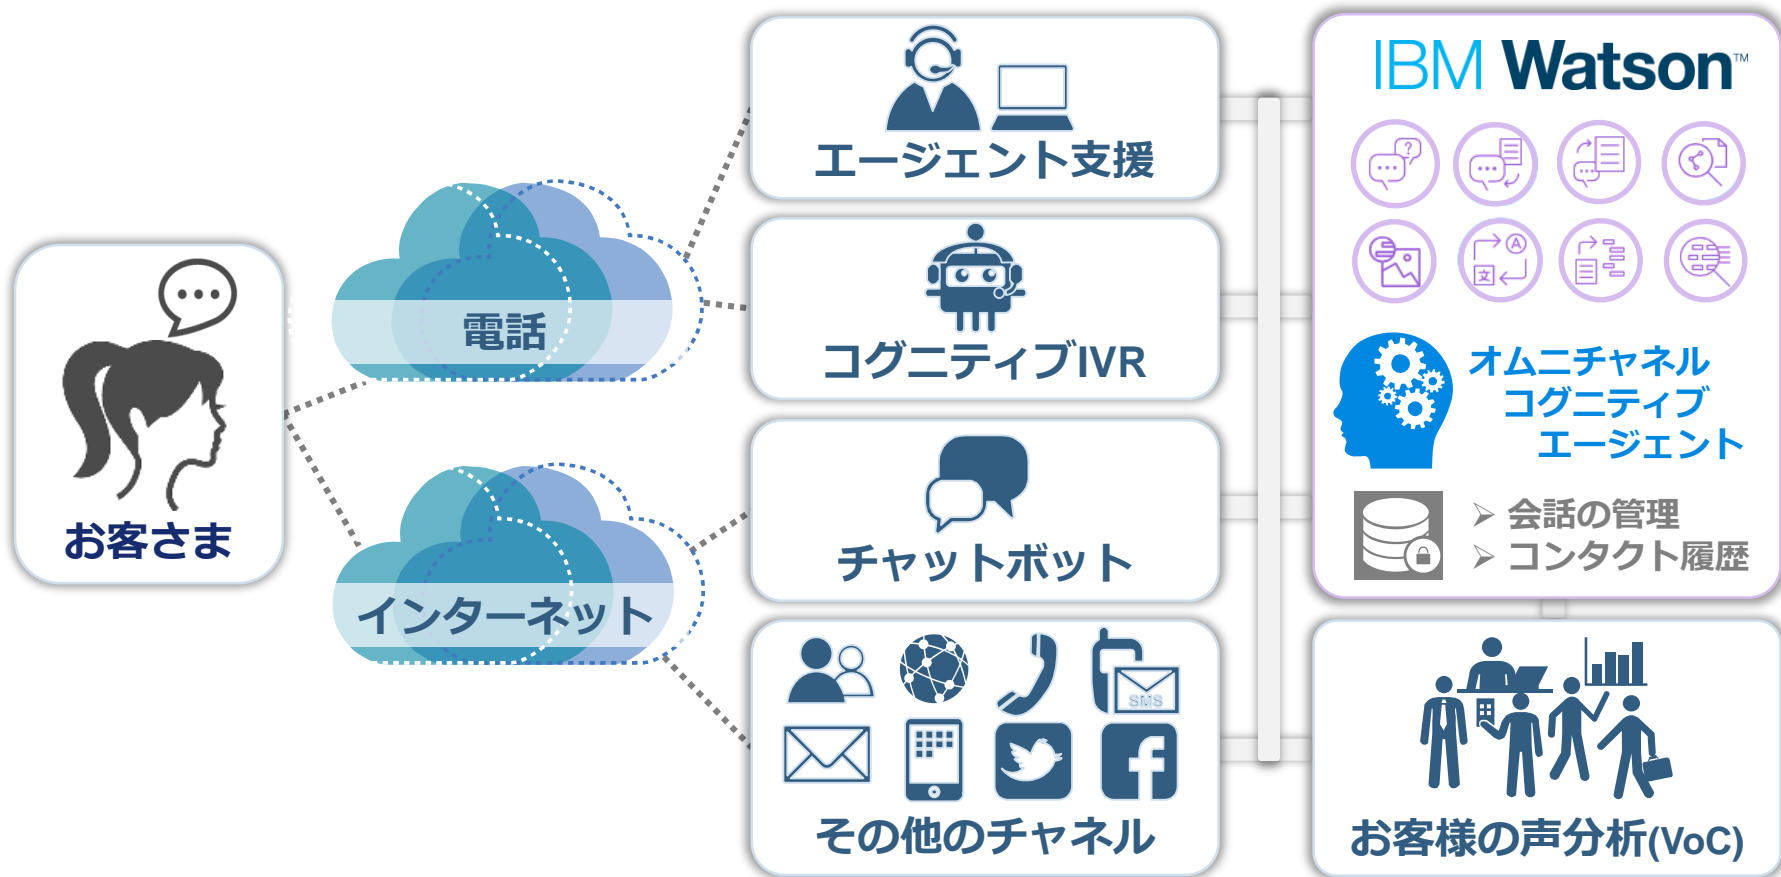 お客さま
電話
インターネット
エージェント支援
コグニティブIVR
チャットボット
SMS
その他のチャネル
IBM Watson™
?
A
文
オムニチャネル
コグニティブ
エージェント
➢ 会話の管理
➢ コンタクト履歴
お客様の声分析(VoC)